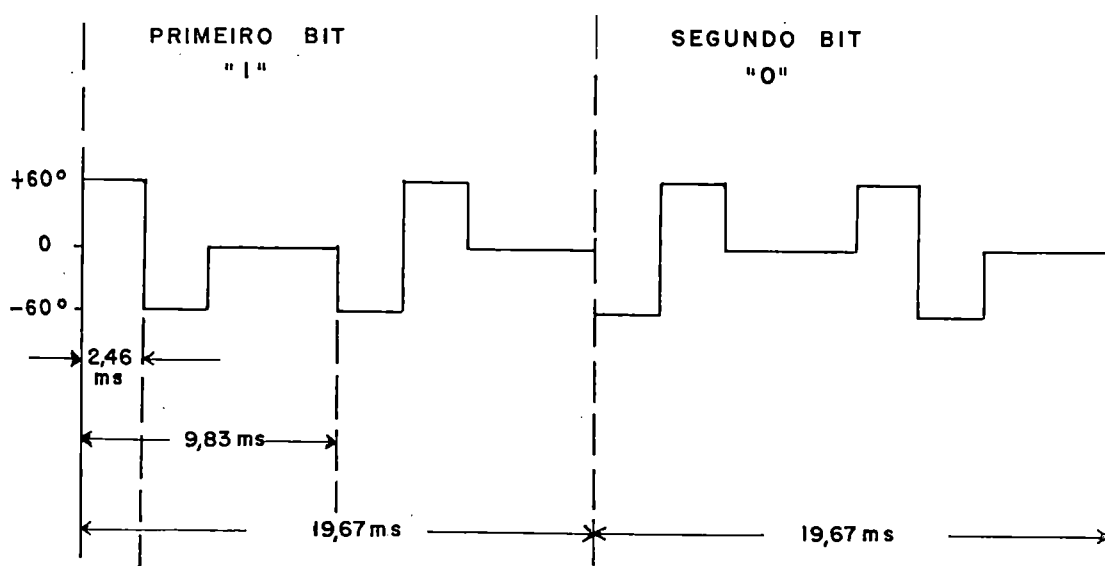 PRIMEIRO BIT
"1"
SEGUNDO BIT
"0"
+60°
0
-60°
2,46
ms
9,83 ms
19,67 ms
19,67 ms